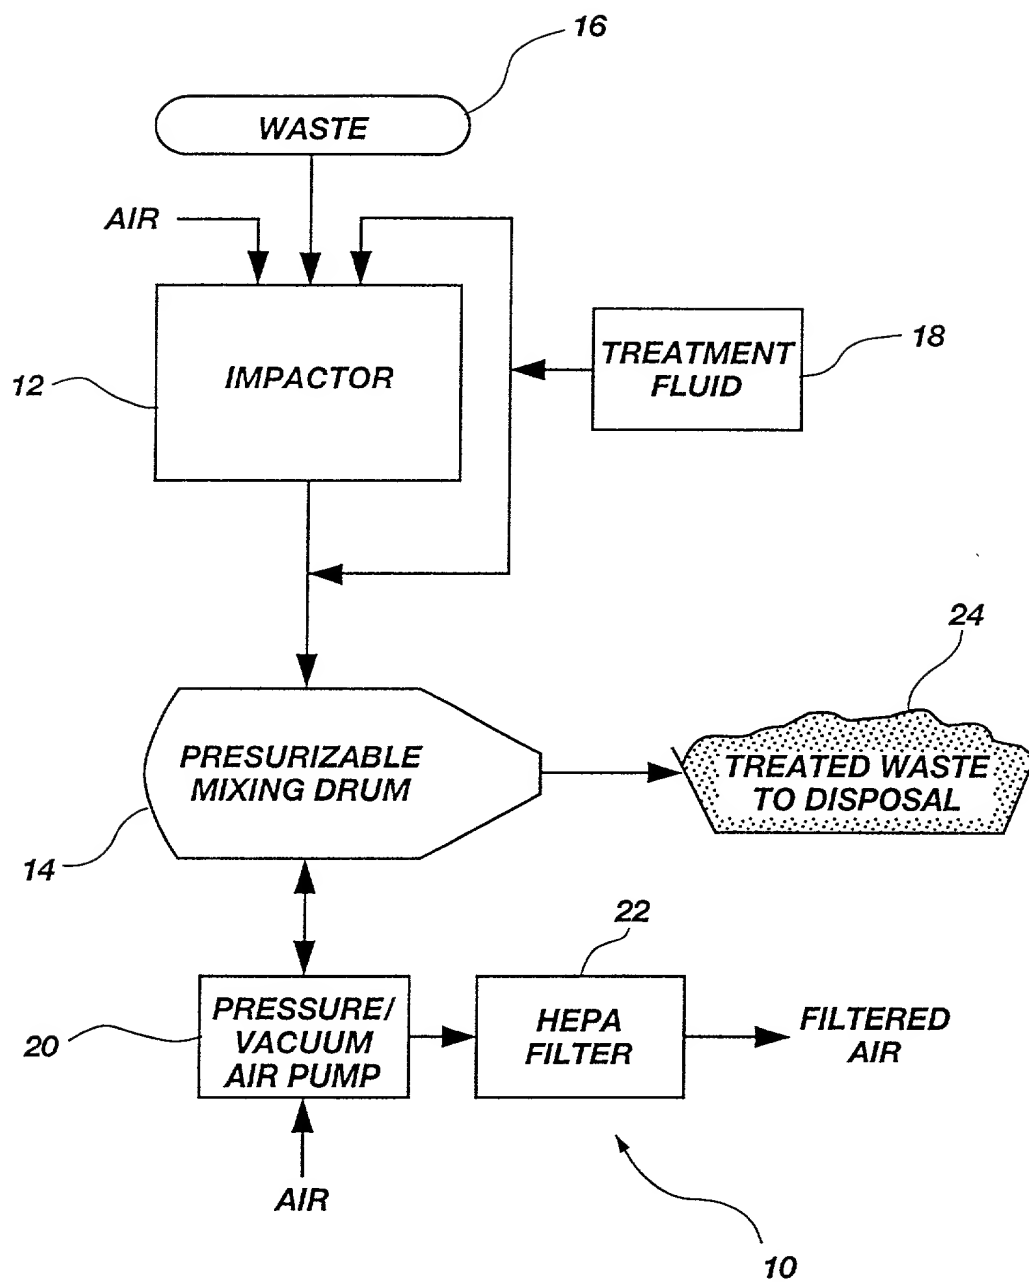 16
WASTE
AIR
IMPACTOR
12
TREATMENT
FLUID
18
24
PRESURIZABLE
MIXING DRUM
TREATED WASTE
TO DISPOSAL
14
22
PRESSURE/
VACUUM
AIR PUMP
20
HEPA
FILTER
FILTERED
AIR
AIR
10